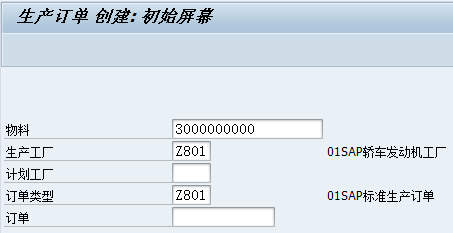 生产订单 创建: 初始屏幕
物料 3000000000
生产工厂 Z801 01SAP轿车发动机工厂
计划工厂
订单类型 Z801 01SAP标准生产订单
订单